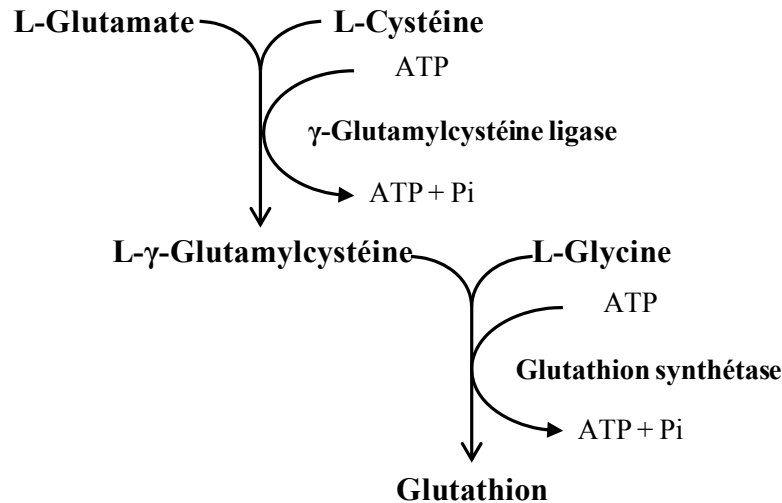 L-Glutamate L-Cystéine
ATP
γ-Glutamylcystéine ligase
ATP + Pi
L-γ-Glutamylcystéine L-Glycine
ATP
Glutathion synthétase
ATP + Pi
Glutathion